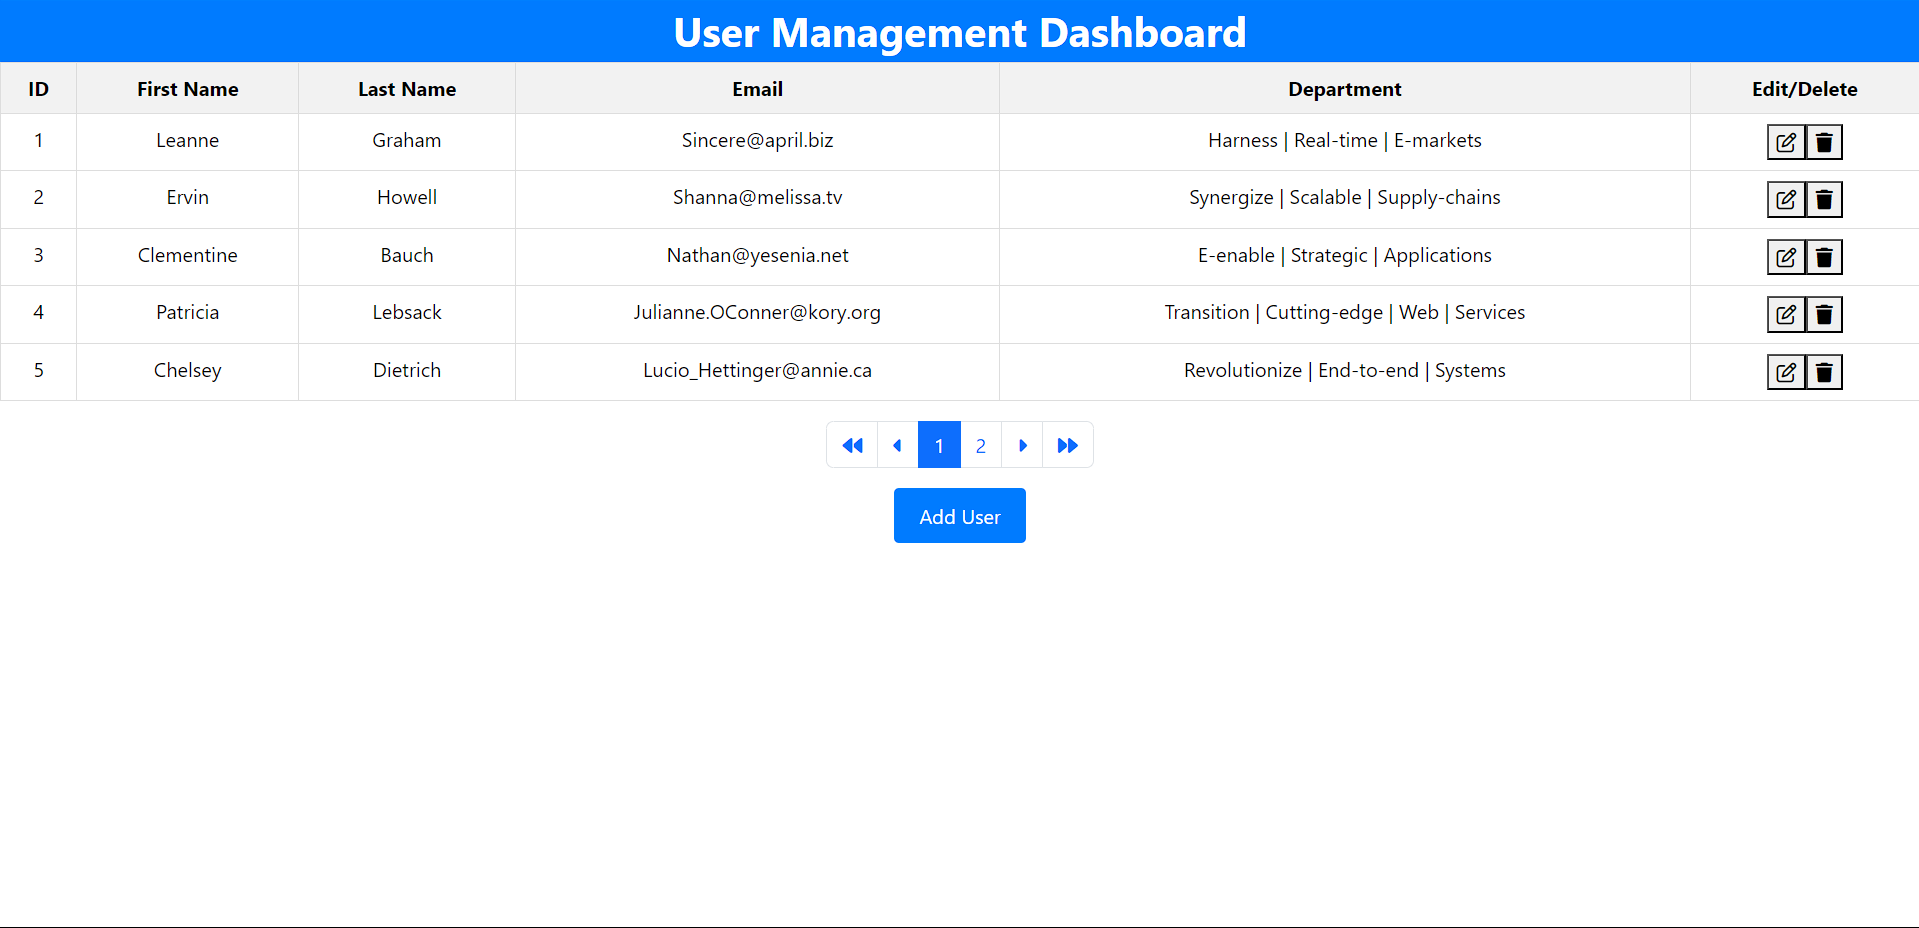 User Management Dashboard
ID First Name Last Name Email Department Edit/Delete
1 Leanne Graham Sincere@april.biz Harness | Real-time | E-markets
2 Ervin Howell Shanna@melissa.tv Synergize | Scalable | Supply-chains
3 Clementine Bauch Nathan@yesenia.net E-enable | Strategic | Applications
4 Patricia Lebsack Julianne.OConner@kory.org Transition | Cutting-edge | Web | Services
5 Chelsey Dietrich Lucio_Hettinger@annie.ca Revolutionize | End-to-end | Systems
1 2
Add User